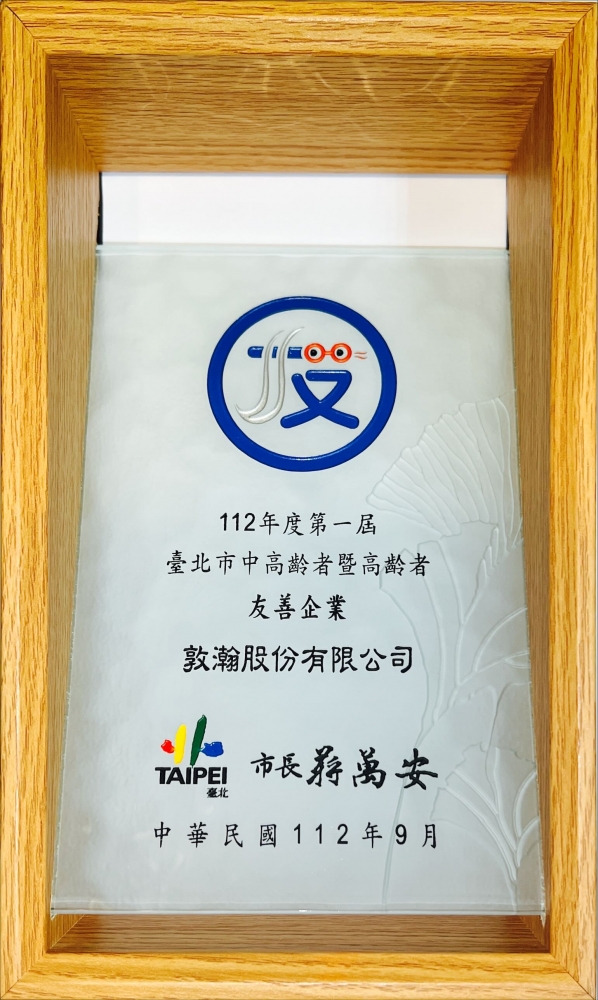 112年度第一屆
臺北市中高齡者暨高齡者
友善企業
敦瀚股份有限公司
TAIPEI
臺北
市長 蔣萬安
中華民國112年9月